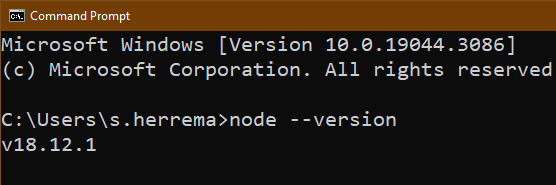 Command Prompt
Microsoft Windows [Version 10.0.19044.3086]
(c) Microsoft Corporation. All rights reserved
C:\Users\s.herrema>node --version
v18.12.1